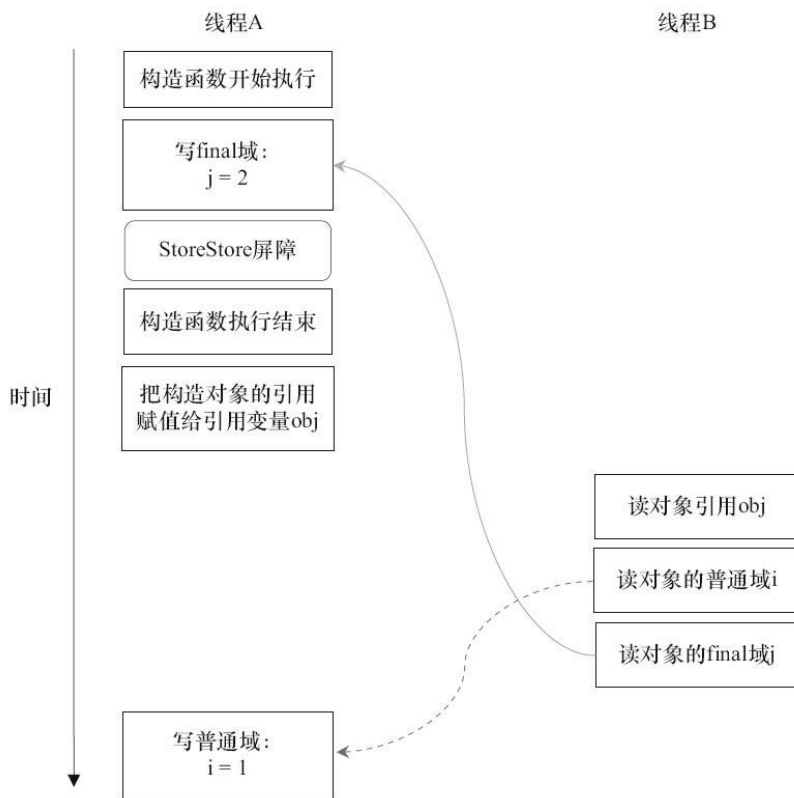 线程A
线程B
构造函数开始执行
写final域：
j = 2
StoreStore屏障
构造函数执行结束
时间
把构造对象的引用
赋值给引用变量obj
读对象引用obj
读对象的普通域i
读对象的final域j
写普通域：
i = 1